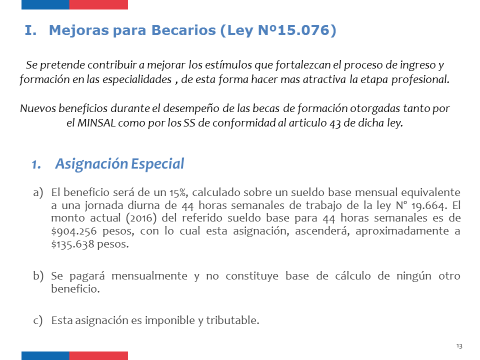 I. Mejoras para Becarios (Ley Nº15.076)
Se pretende contribuir a mejorar los estímulos que fortalezcan el proceso de ingreso y
formación en las especialidades , de esta forma hacer mas atractiva la etapa profesional.
Nuevos beneficios durante el desempeño de las becas de formación otorgadas tanto por
el MINSAL como por los SS de conformidad al articulo 43 de dicha ley.
1. Asignación Especial
a) El beneficio será de un 15%, calculado sobre un sueldo base mensual equivalente
a una jornada diurna de 44 horas semanales de trabajo de la ley N° 19.664. El
monto actual (2016) del referido sueldo base para 44 horas semanales es de
$904.256 pesos, con lo cual esta asignación, ascenderá, aproximadamente a
$135.638 pesos.
b) Se pagará mensualmente y no constituye base de cálculo de ningún otro
beneficio.
c) Esta asignación es imponible y tributable.
13